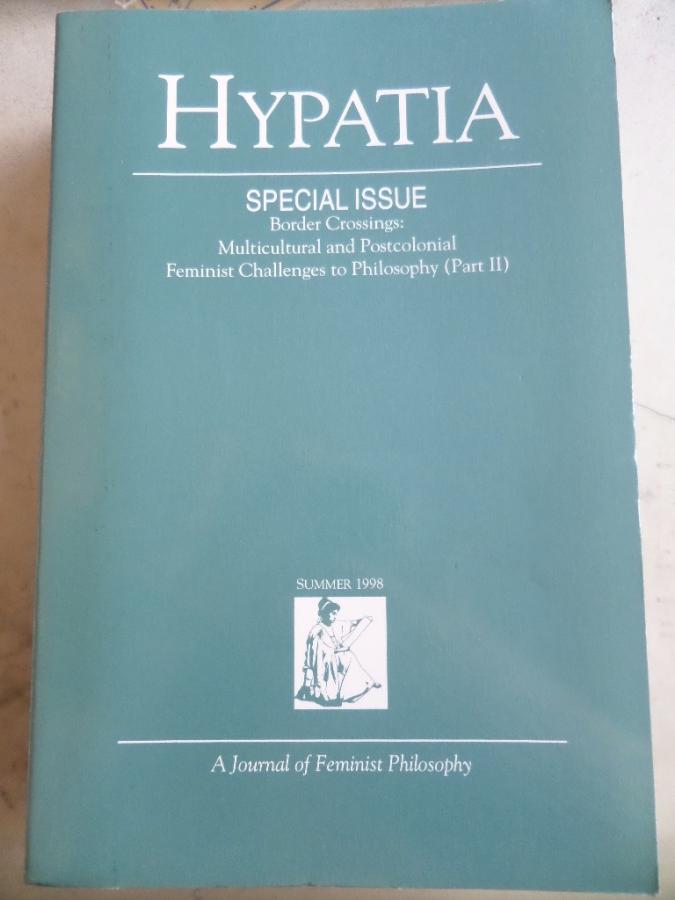 HYPATIA
SPECIAL ISSUE
Border Crossings:
Multicultural and Postcolonial
Feminist Challenges to Philosophy (Part II)
SUMMER 1998
A Journal of Feminist Philosophy